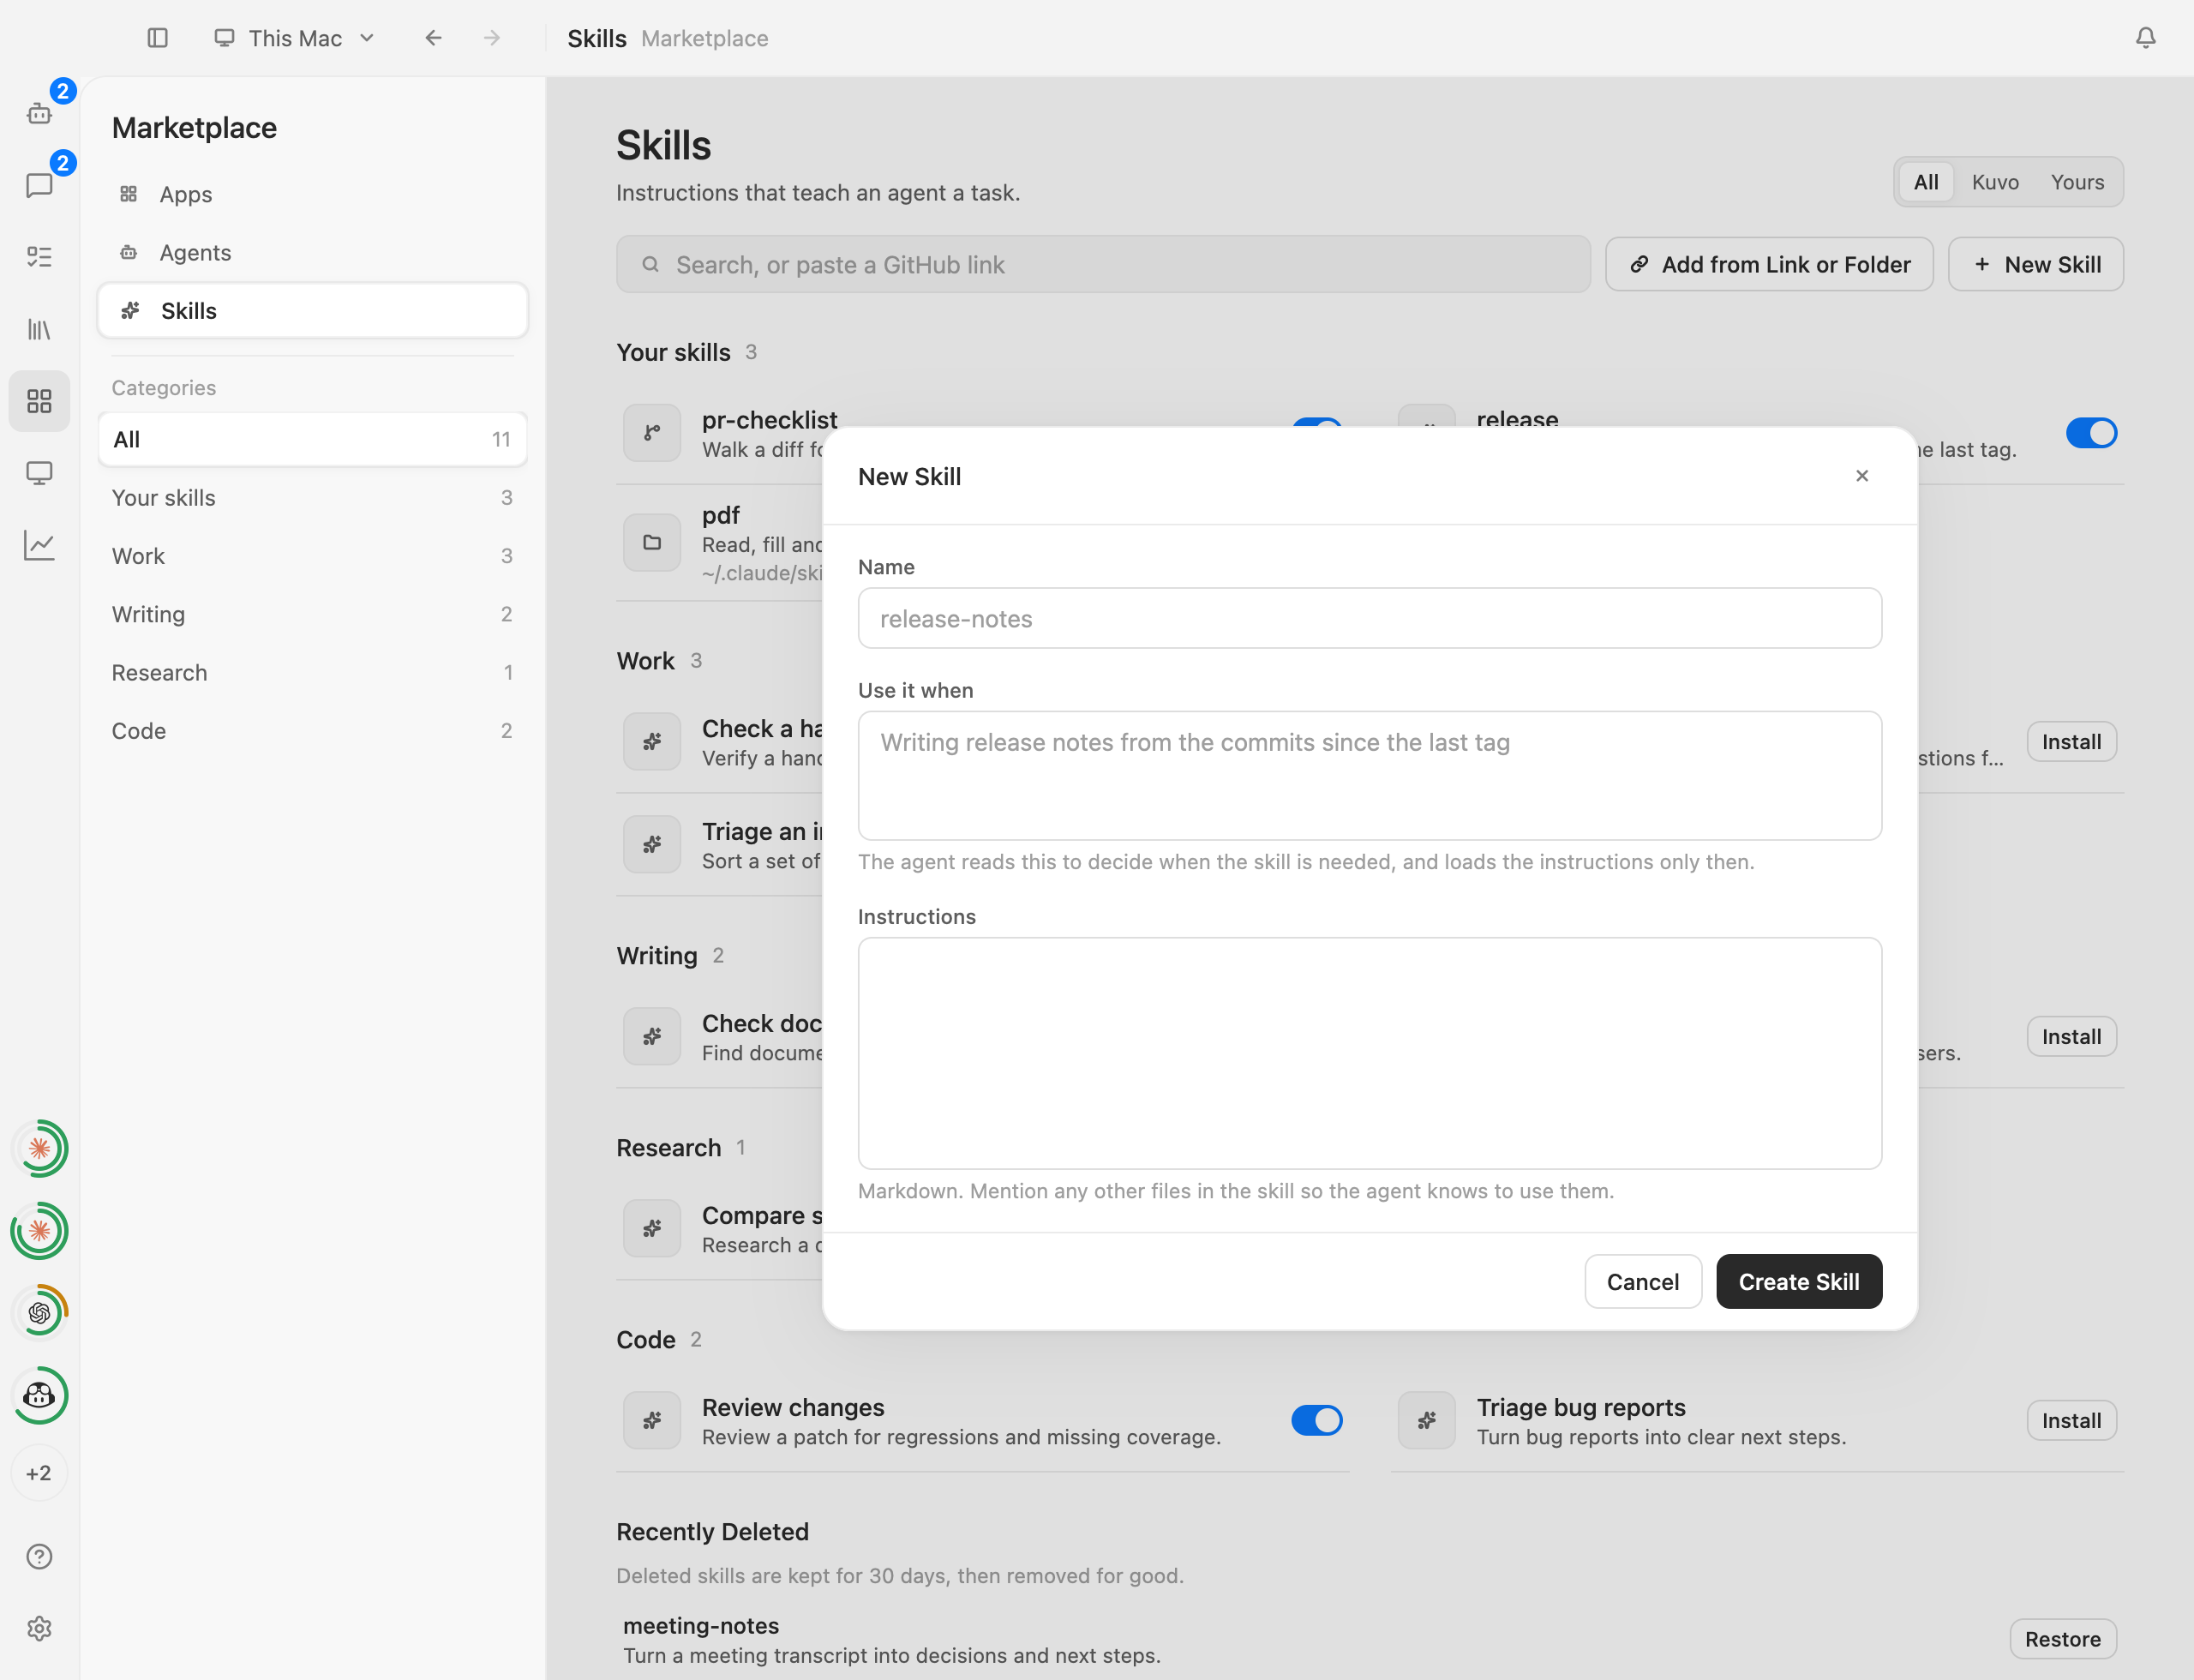 This Mac
Skills Marketplace
2
2
Marketplace
Apps
Agents
Skills
Categories
All 11
Your skills 3
Work 3
Writing 2
Research 1
Code 2
+2
Skills
Instructions that teach an agent a task.
All Kuvo Yours
Search, or paste a GitHub link
Add from Link or Folder
+ New Skill
Your skills 3
pr-checklist
Walk a diff
release
the last tag.
pdf
Read, fill and
~/.claude/
Work 3
Check a
Verify a
Install
Triage an
Sort a set of
Writing 2
Check
Find
Install
Research 1
Compare
Research a
Code 2
Review changes
Review a patch for regressions and missing coverage.
Triage bug reports
Turn bug reports into clear next steps.
Install
Recently Deleted
Deleted skills are kept for 30 days, then removed for good.
meeting-notes
Turn a meeting transcript into decisions and next steps.
Restore
New Skill
Name
release-notes
Use it when
Writing release notes from the commits since the last tag
The agent reads this to decide when the skill is needed, and loads the instructions only then.
Instructions
Markdown. Mention any other files in the skill so the agent knows to use them.
Cancel
Create Skill